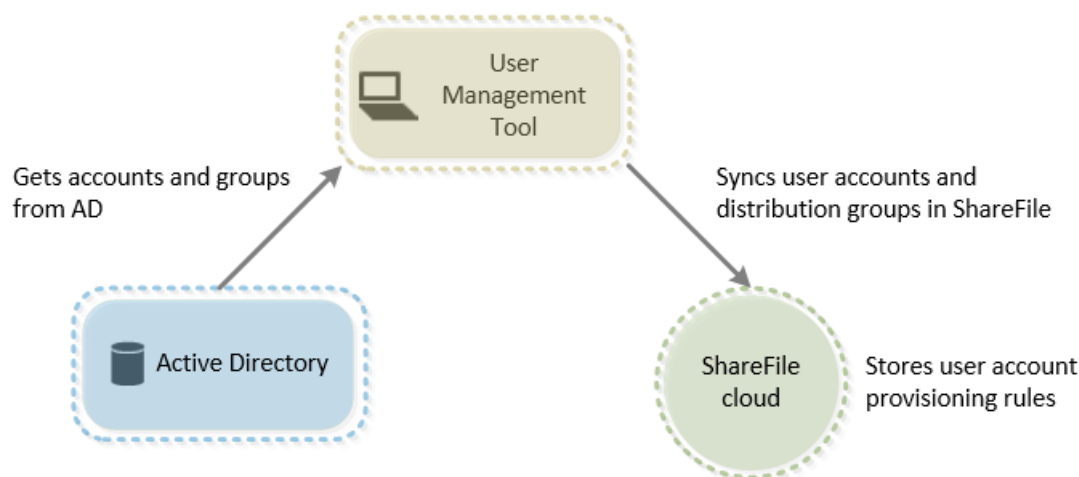 User
Management
Tool
Gets accounts and groups
from AD
Syncs user accounts and
distribution groups in ShareFile
Active Directory
ShareFile
cloud
Stores user account
provisioning rules